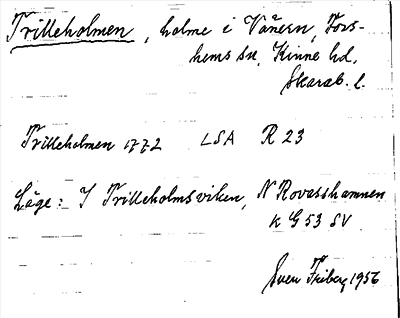 Trilleholmen, holme i Vänern, Fors-
hems sn, Kinne hd,
Skarab. l.
Trilleholmen 1772 LSA R 23
Läge: I Trilleholmsviken, N Rovasshamnen
K G 53 SV
Sven Friberg 1956